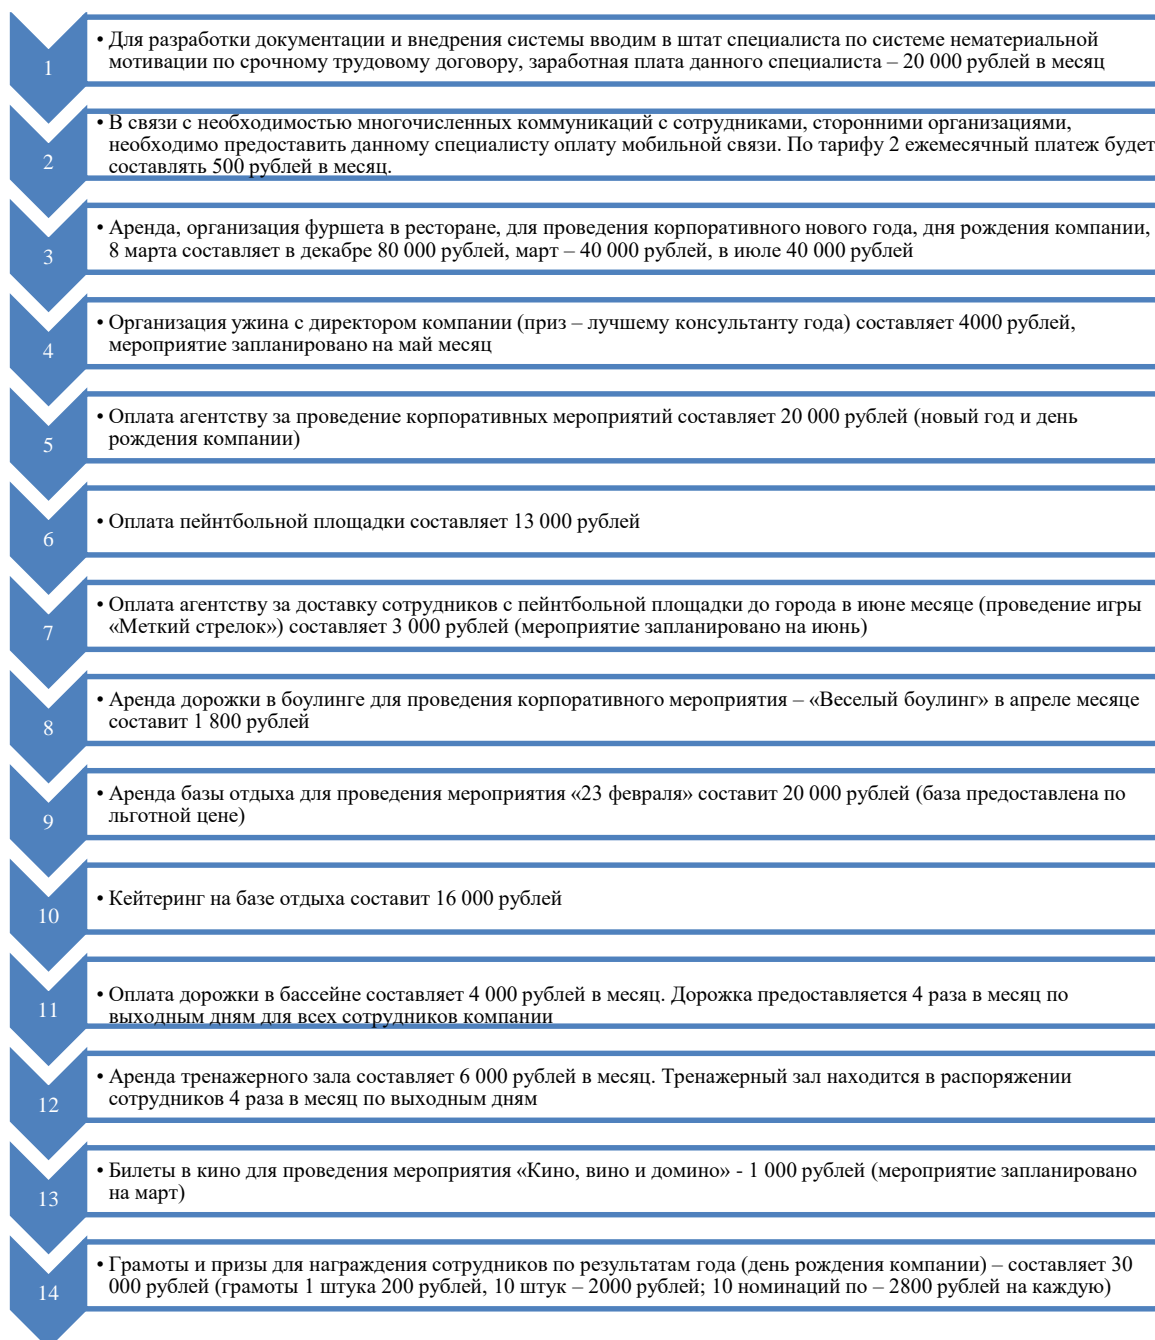 1
• Для разработки документации и внедрения системы вводим в штат специалиста по системе нематериальной
мотивации по срочному трудовому договору, заработная плата данного специалиста – 20 000 рублей в месяц
2
• В связи с необходимостью многочисленных коммуникаций с сотрудниками, сторонними организациями,
необходимо предоставить данному специалисту оплату мобильной связи. По тарифу 2 ежемесячный платеж будет
составлять 500 рублей в месяц.
3
• Аренда, организация фуршета в ресторане, для проведения корпоративного нового года, дня рождения компании,
8 марта составляет в декабре 80 000 рублей, март – 40 000 рублей, в июле 40 000 рублей
4
• Организация ужина с директором компании (приз – лучшему консультанту года) составляет 4000 рублей,
мероприятие запланировано на май месяц
5
• Оплата агентству за проведение корпоративных мероприятий составляет 20 000 рублей (новый год и день
рождения компании)
6
• Оплата пейнтбольной площадки составляет 13 000 рублей
7
• Оплата агентству за доставку сотрудников с пейнтбольной площадки до города в июне месяце (проведение игры
«Меткий стрелок») составляет 3 000 рублей (мероприятие запланировано на июнь)
8
• Аренда дорожки в боулинге для проведения корпоративного мероприятия – «Веселый боулинг» в апреле месяце
составит 1 800 рублей
9
• Аренда базы отдыха для проведения мероприятия «23 февраля» составит 20 000 рублей (база предоставлена по
льготной цене)
10
• Кейтеринг на базе отдыха составит 16 000 рублей
11
• Оплата дорожки в бассейне составляет 4 000 рублей в месяц. Дорожка предоставляется 4 раза в месяц по
выходным дням для всех сотрудников компании
12
• Аренда тренажерного зала составляет 6 000 рублей в месяц. Тренажерный зал находится в распоряжении
сотрудников 4 раза в месяц по выходным дням
13
• Билеты в кино для проведения мероприятия «Кино, вино и домино» - 1 000 рублей (мероприятие запланировано
на март)
14
• Грамоты и призы для награждения сотрудников по результатам года (день рождения компании) – составляет 30
000 рублей (грамоты 1 штука 200 рублей, 10 штук – 2000 рублей; 10 номинаций по – 2800 рублей на каждую)